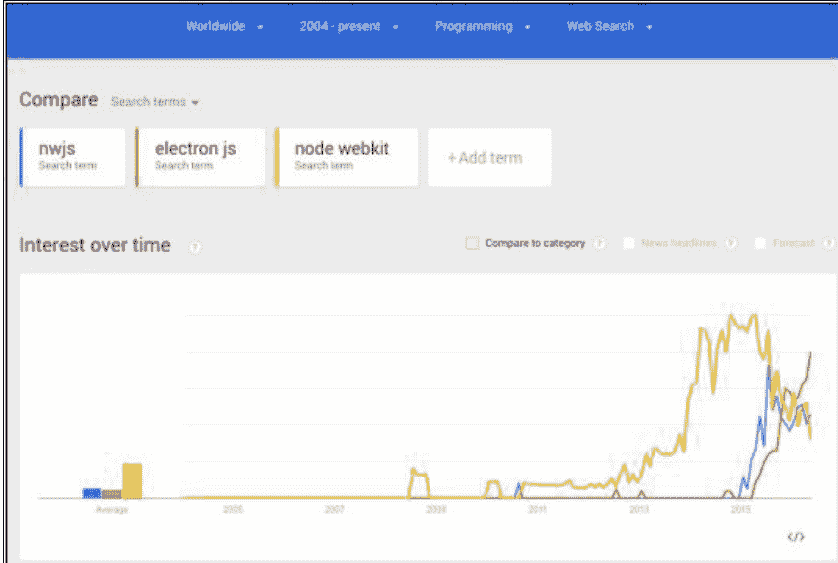 Worldwide 2004 - present Programming Web Search
Compare Search terms
nwjs electron js node webkit
Search term Search term Search term
+Add term
Interest over time ?
Compare to category ? News headlines ? Forecast ?
Average 2005 2007 2009 2011 2013 2015
</>